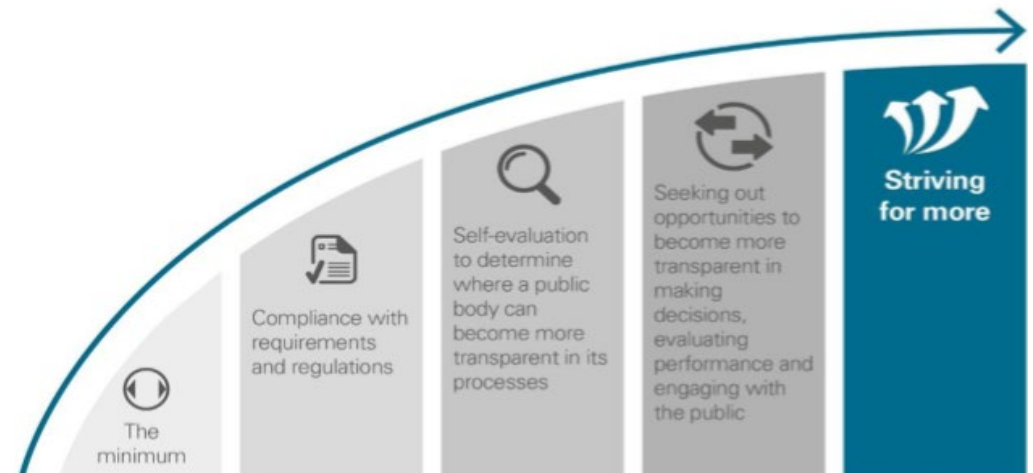 The
minimum
Compliance with
requirements
and regulations
Self-evaluation
to determine
where a public
body can
become more
transparent in its
processes
Seeking out
opportunities to
become more
transparent in
making
decisions,
evaluating
performance and
engaging with
the public
Striving
for more